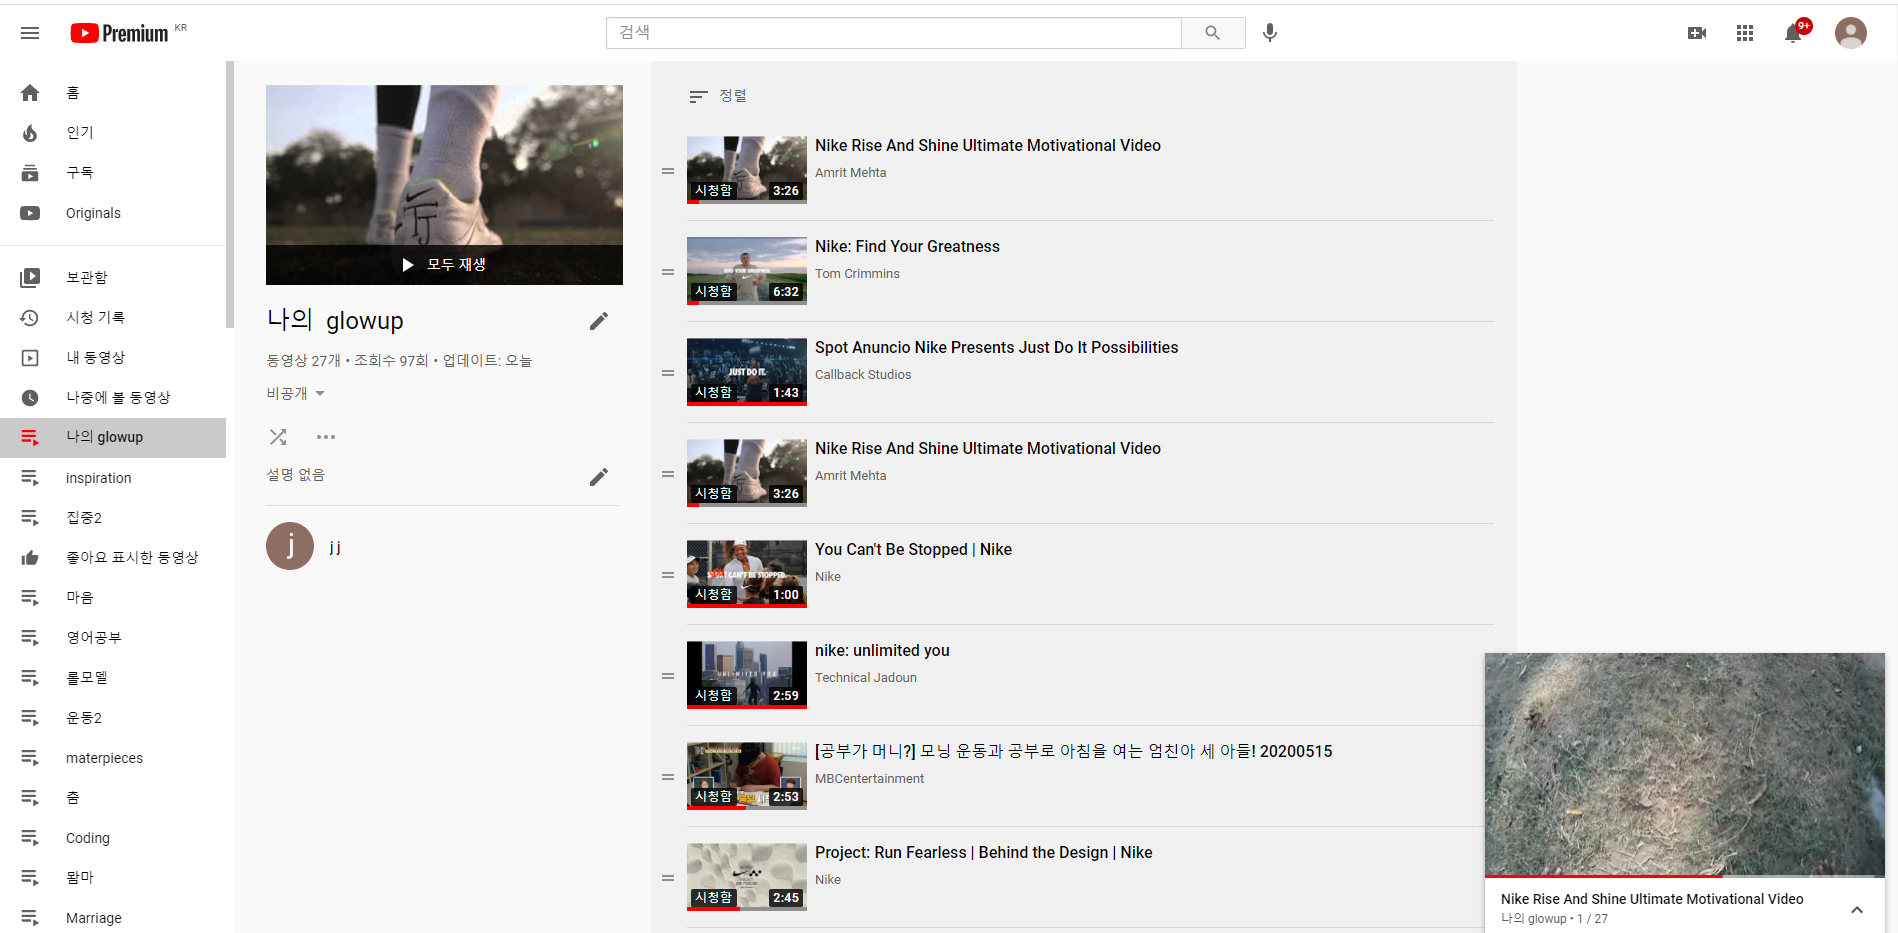 Premium KR
검색
9+
홈
인기
구독
Originals
보관함
시청 기록
내 동영상
나중에 볼 동영상
나의 glowup
inspiration
집중2
좋아요 표시한 동영상
마음
영어공부
롤모델
운동2
materpieces
춤
Coding
왐마
Marriage
모두 재생
나의 glowup
동영상 27개 • 조회수 97회 • 업데이트: 오늘
비공개
설명 없음
j
j j
정렬
시청함 3:26
Nike Rise And Shine Ultimate Motivational Video
Amrit Mehta
시청함 6:32
Nike: Find Your Greatness
Tom Crimmins
JUST DO IT.
시청함 1:43
Spot Anuncio Nike Presents Just Do It Possibilities
Callback Studios
시청함 3:26
Nike Rise And Shine Ultimate Motivational Video
Amrit Mehta
SPORT CAN'T BE STOPPED.
시청함 1:00
You Can't Be Stopped | Nike
Nike
UNLIMITED YOU
시청함 2:59
nike: unlimited you
Technical Jadoun
시청함 2:53
[공부가 머니?] 모닝 운동과 공부로 아침을 여는 엄친아 세 아들! 20200515
MBCentertainment
시청함 2:45
Project: Run Fearless | Behind the Design | Nike
Nike
Nike Rise And Shine Ultimate Motivational Video
나의 glowup • 1 / 27